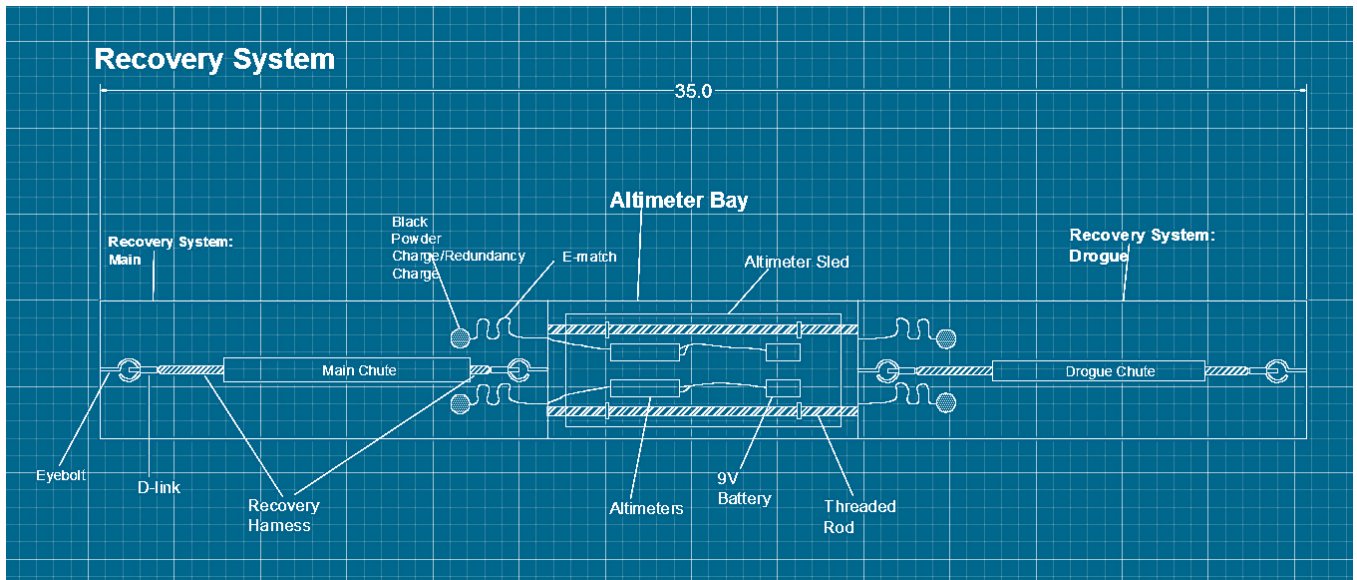 Recovery System
35.0
Altimeter Bay
Black
Powder
Charge/Redundancy
Charge
E-match
Recovery System:
Main
Altimeter Sled
Recovery System:
Drogue
Main Chute
Drogue Chute
Eyebolt
D-link
Recovery
Harness
Altimeters
9V
Battery
Threaded
Rod